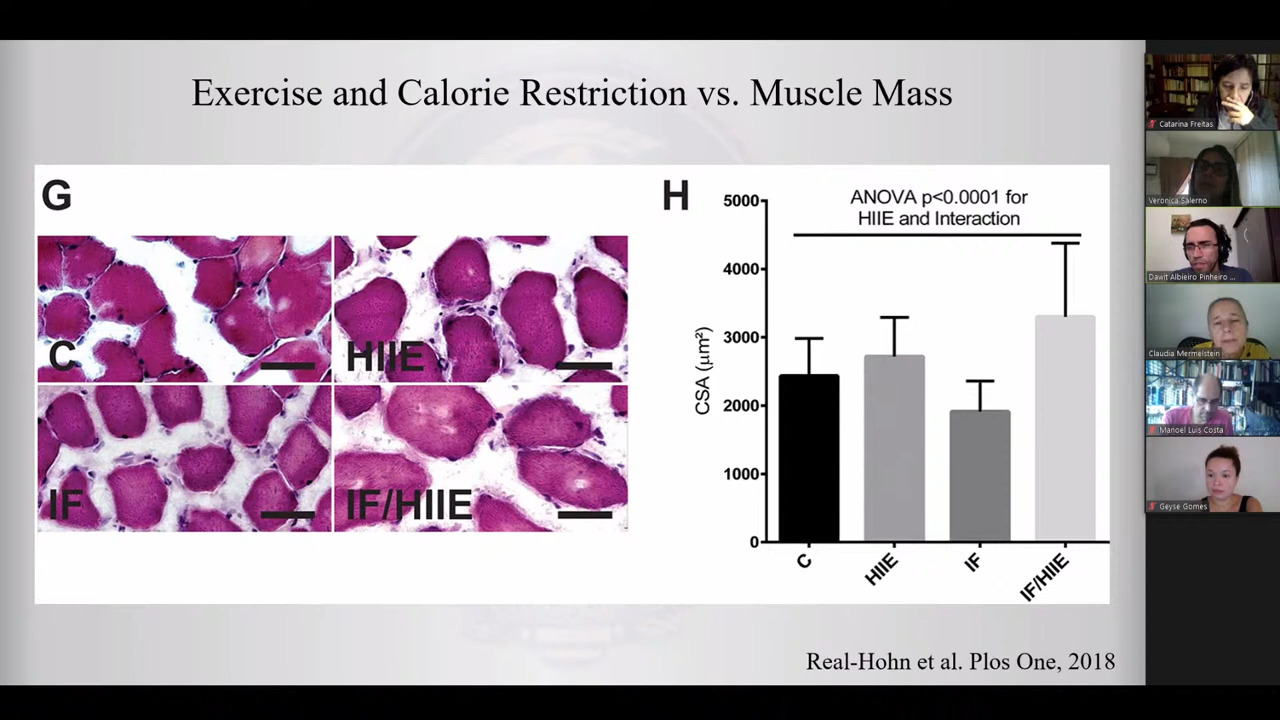 Exercise and Calorie Restriction vs. Muscle Mass
G
C
HIIE
IF
IF/HIIE
H
ANOVA p<0.0001 for
HIIE and Interaction
CSA (μm²)
5000
4000
3000
2000
1000
0
C
HIIE
IF
IF/HIIE
Real-Hohn et al. Plos One, 2018
Catarina Freitas
Veronica Salerno
Dawit Albieiro Pinheiro ...
Claudia Mermelstein
Manoel Luis Costa
Geyse Gomes